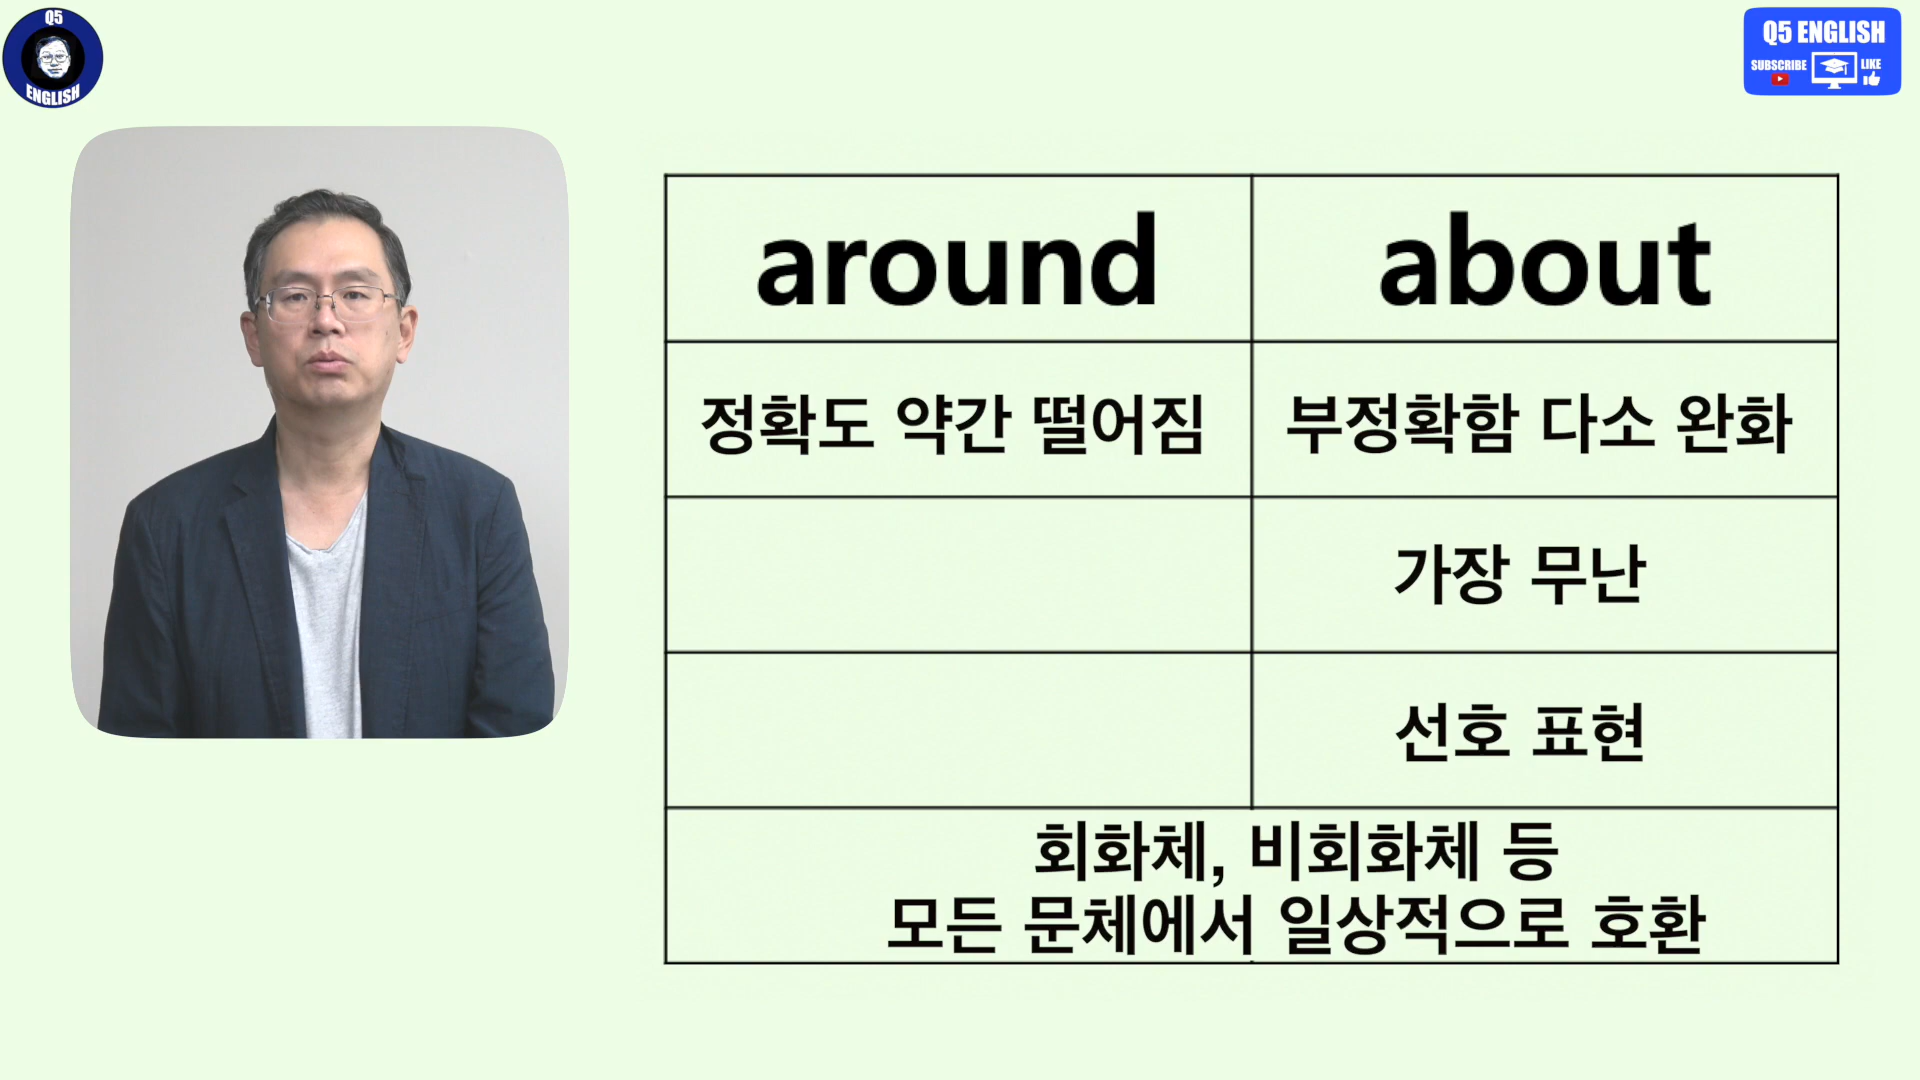 Q5
ENGLISH
Q5 ENGLISH
SUBSCRIBE
LIKE
around
about
정확도 약간 떨어짐
부정확함 다소 완화
가장 무난
선호 표현
회화체, 비회화체 등
모든 문체에서 일상적으로 호환